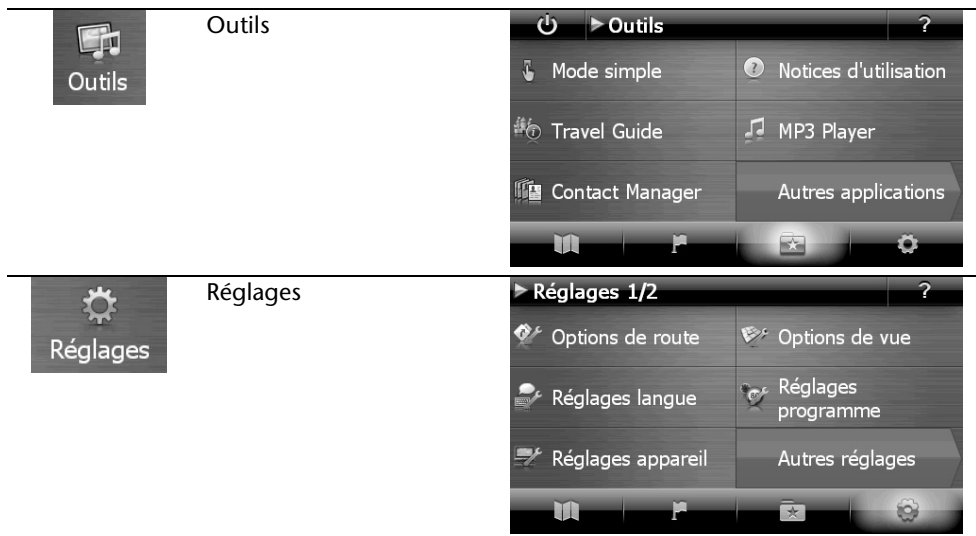 Outils
Outils
Outils
?
Mode simple
? Notices d'utilisation
Travel Guide
MP3 Player
Contact Manager
Autres applications
Réglages
Réglages
Réglages 1/2
?
Options de route
Options de vue
Réglages langue
Réglages
programme
Réglages appareil
Autres réglages